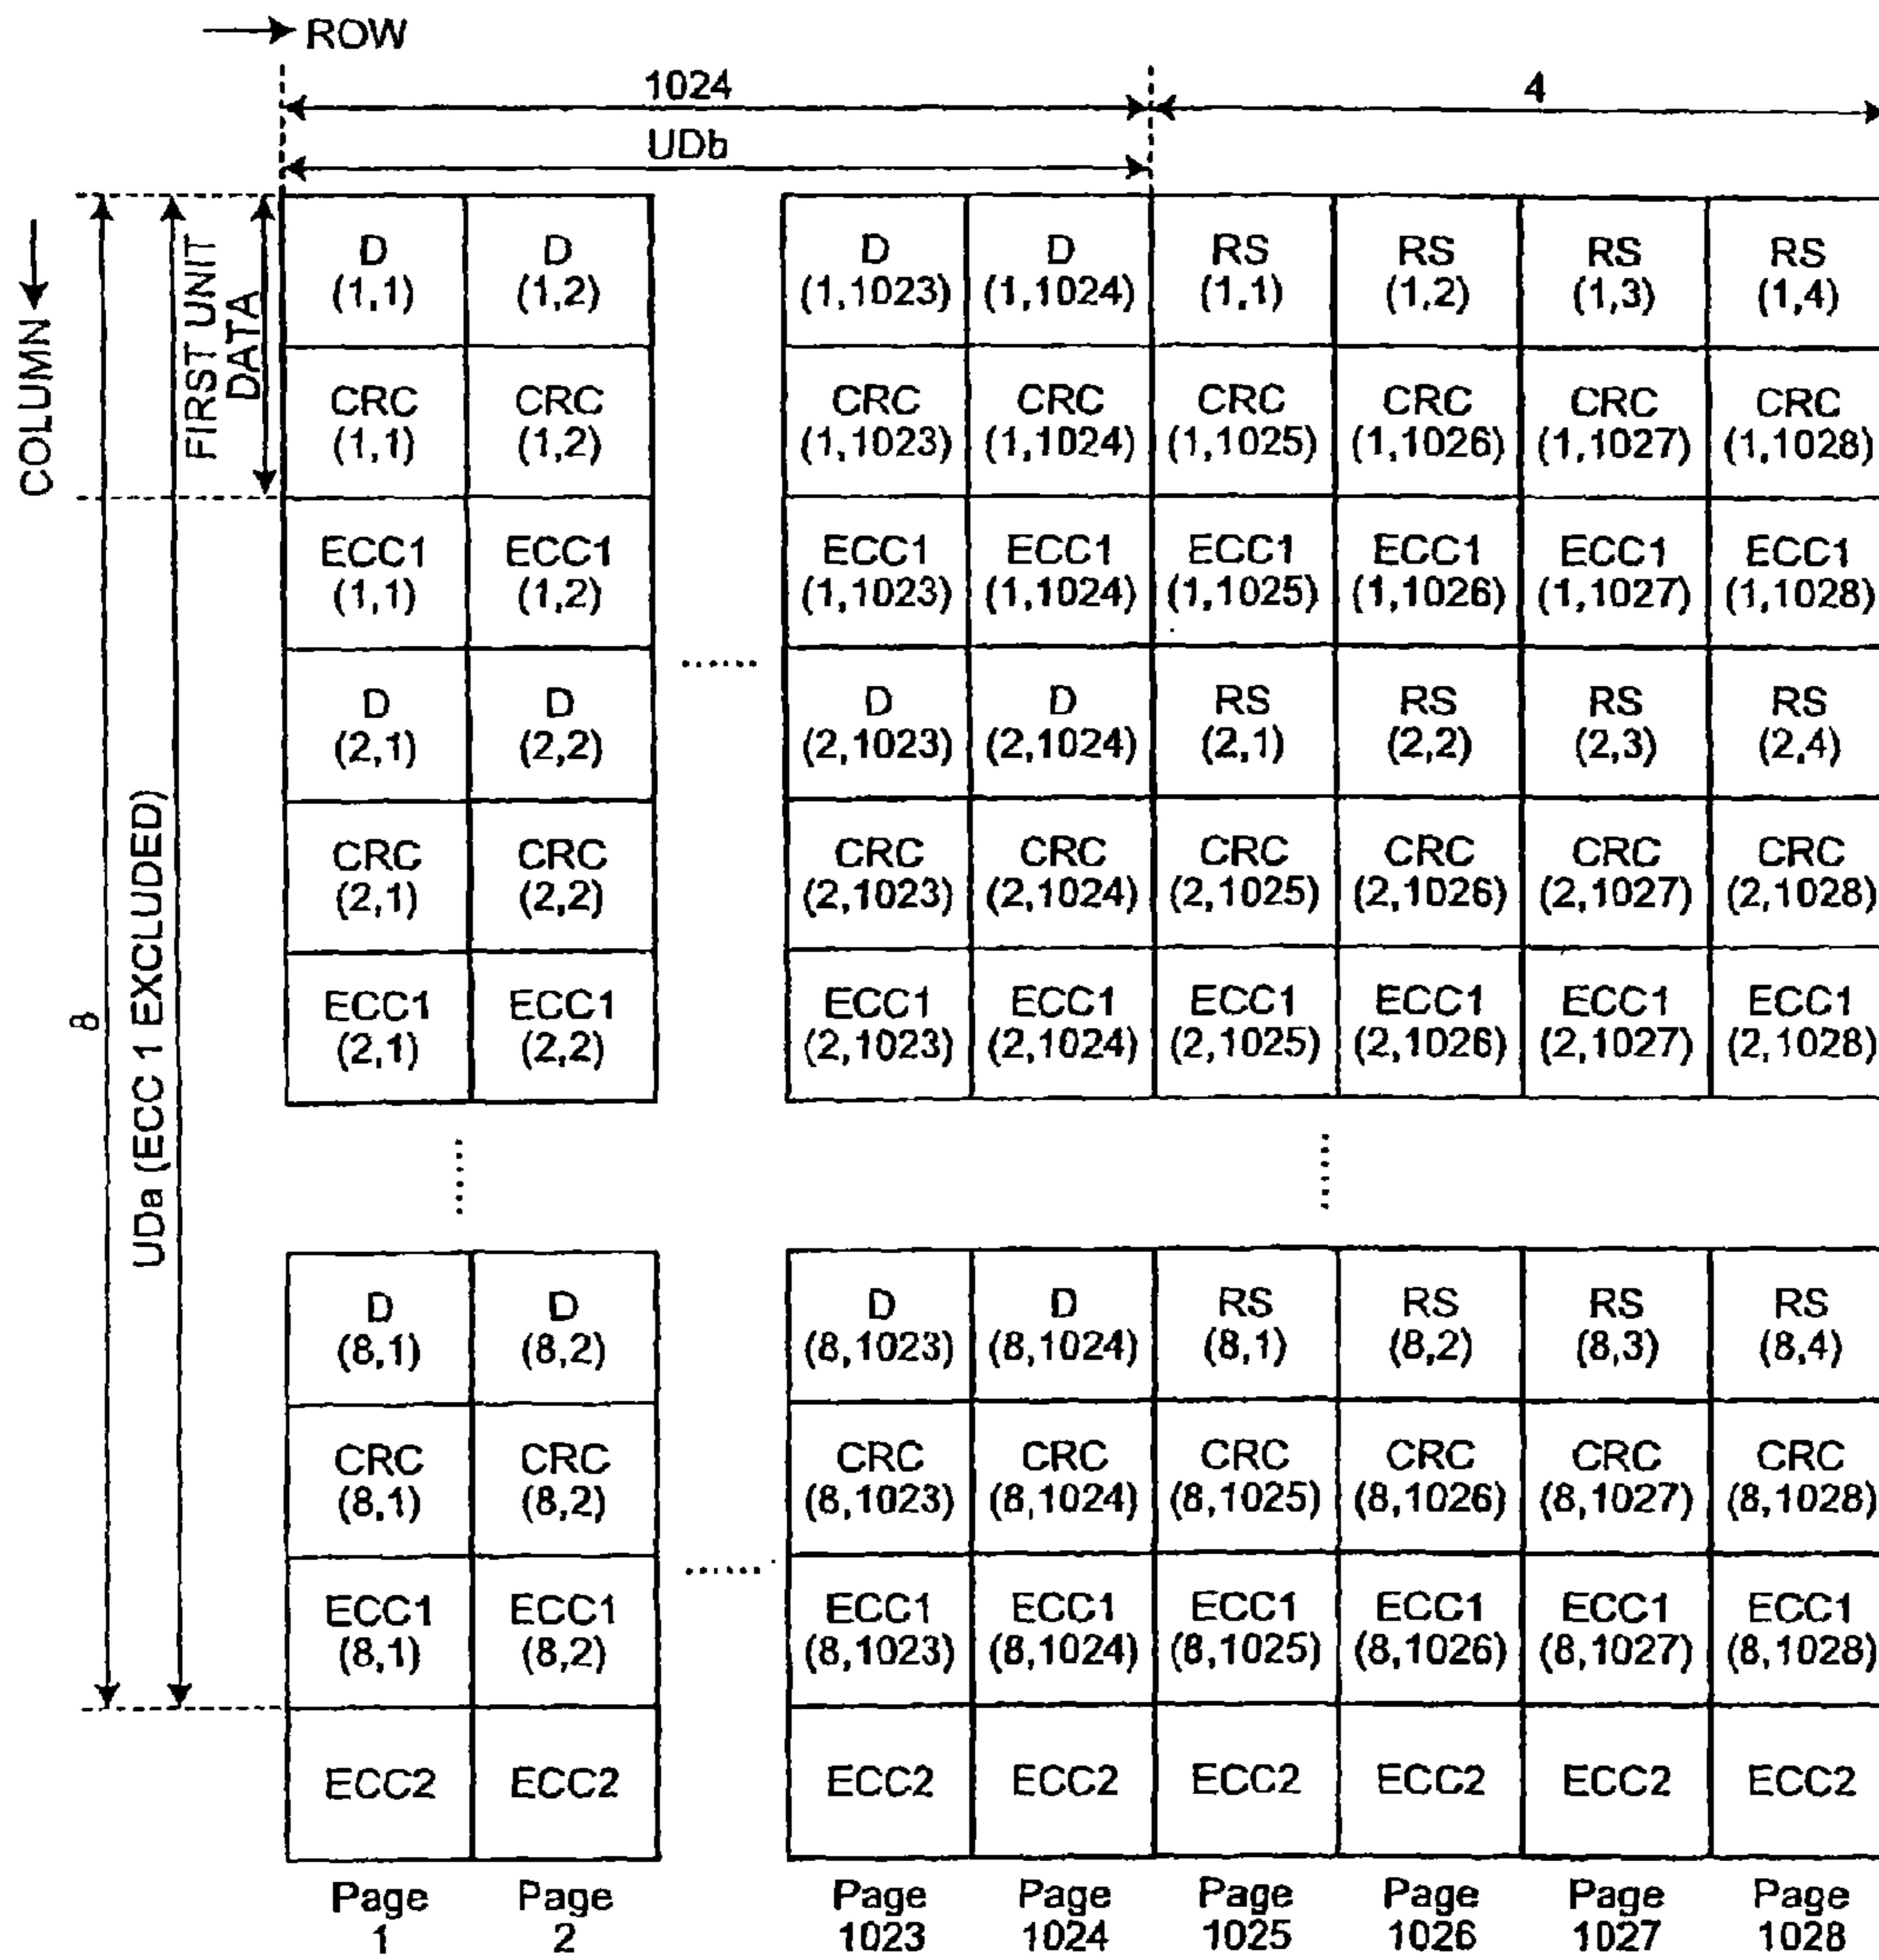 ROW
1024
4
UDb
COLUMN
8
UDa (ECC 1 EXCLUDED)
FIRST UNIT
DATA
D D D D RS RS RS RS
(1,1) (1,2) (1,1023) (1,1024) (1,1) (1,2) (1,3) (1,4)
CRC CRC CRC CRC CRC CRC CRC CRC
(1,1) (1,2) (1,1023) (1,1024) (1,1025) (1,1026) (1,1027) (1,1028)
ECC1 ECC1 ECC1 ECC1 ECC1 ECC1 ECC1 ECC1
(1,1) (1,2) (1,1023) (1,1024) (1,1025) (1,1026) (1,1027) (1,1028)
......
D D D D RS RS RS RS
(2,1) (2,2) (2,1023) (2,1024) (2,1) (2,2) (2,3) (2,4)
CRC CRC CRC CRC CRC CRC CRC CRC
(2,1) (2,2) (2,1023) (2,1024) (2,1025) (2,1026) (2,1027) (2,1028)
ECC1 ECC1 ECC1 ECC1 ECC1 ECC1 ECC1 ECC1
(2,1) (2,2) (2,1023) (2,1024) (2,1025) (2,1026) (2,1027) (2,1028)
...... ......
D D D D RS RS RS RS
(8,1) (8,2) (8,1023) (8,1024) (8,1) (8,2) (8,3) (8,4)
CRC CRC CRC CRC CRC CRC CRC CRC
(8,1) (8,2) (8,1023) (8,1024) (8,1025) (8,1026) (8,1027) (8,1028)
......
ECC1 ECC1 ECC1 ECC1 ECC1 ECC1 ECC1 ECC1
(8,1) (8,2) (8,1023) (8,1024) (8,1025) (8,1026) (8,1027) (8,1028)
ECC2 ECC2 ECC2 ECC2 ECC2 ECC2 ECC2 ECC2
Page Page Page Page Page Page Page Page
1 2 1023 1024 1025 1026 1027 1028